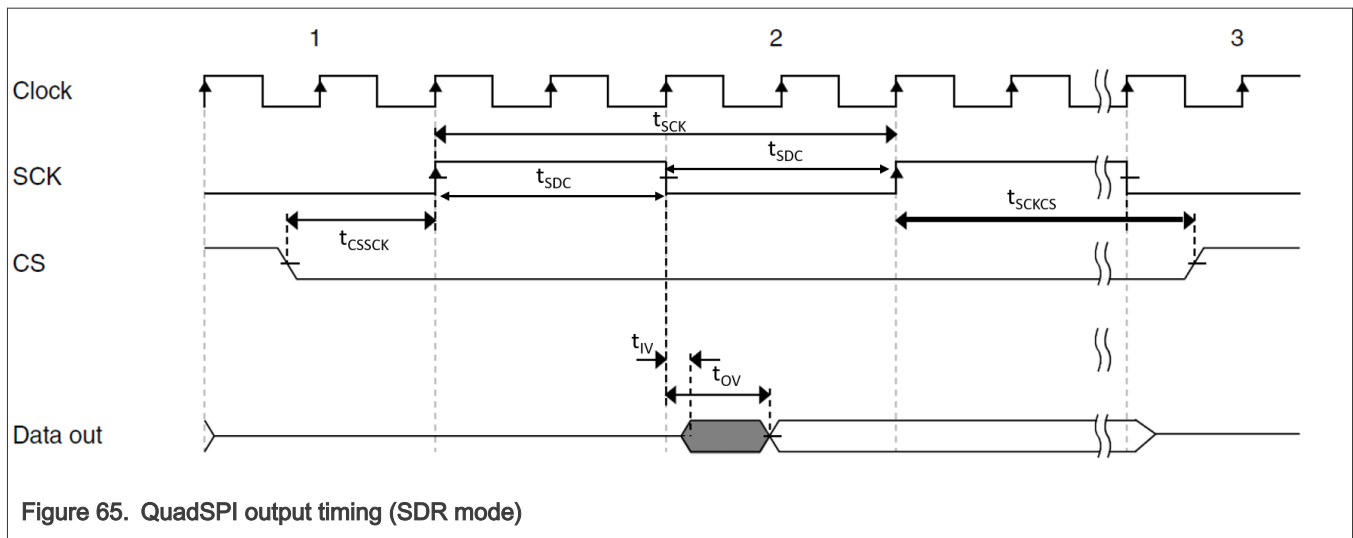 1 2 3
Clock
tSCK
tSDC
SCK
tSDC
tSCKCS
tCSSCK
CS
tIV
tOV
Data out
Figure 65. QuadSPI output timing (SDR mode)